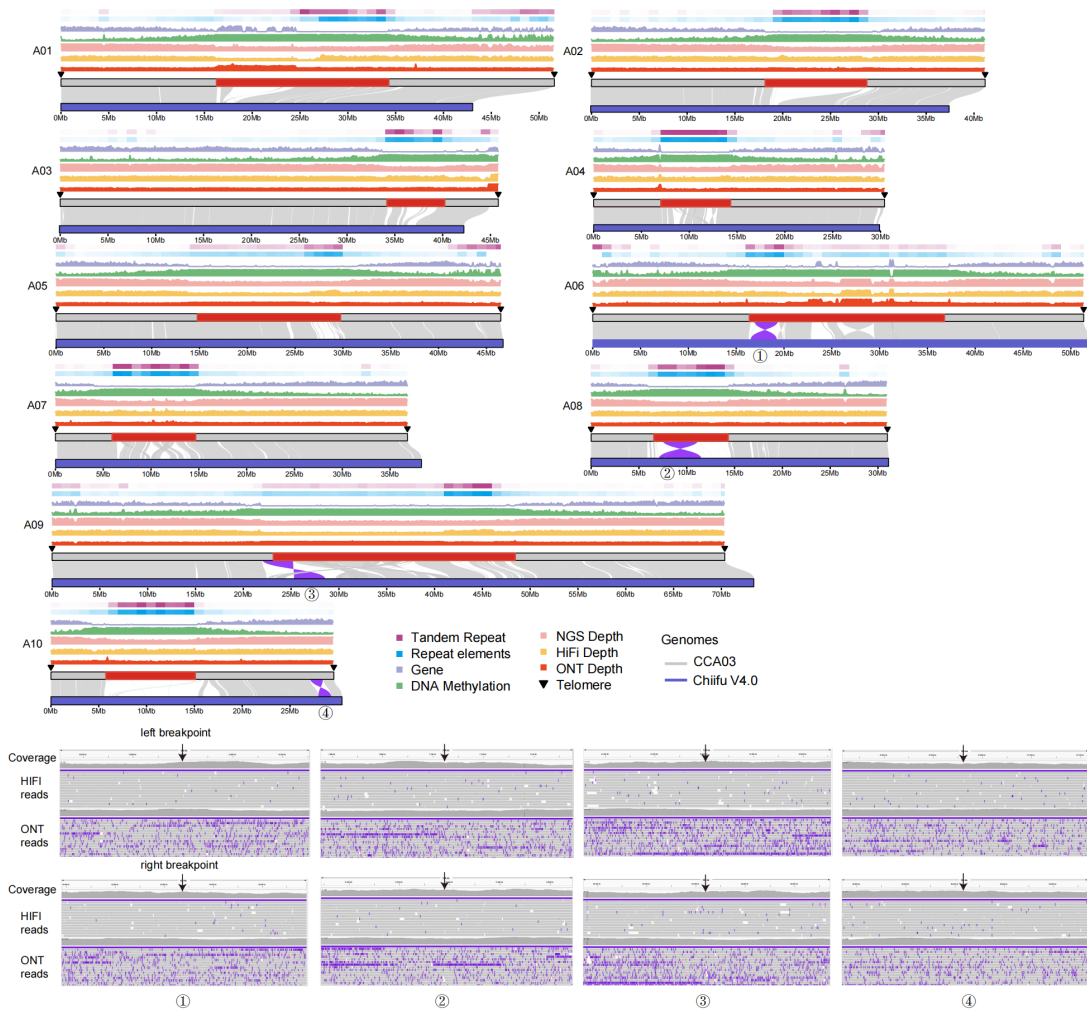 A01
0Mb 5Mb 10Mb 15Mb 20Mb 25Mb 30Mb 35Mb 40Mb 45Mb 50Mb
A02
0Mb 5Mb 10Mb 15Mb 20Mb 25Mb 30Mb 35Mb 40Mb
A03
0Mb 5Mb 10Mb 15Mb 20Mb 25Mb 30Mb 35Mb 40Mb 45Mb
A04
0Mb 5Mb 10Mb 15Mb 20Mb 25Mb 30Mb
A05
0Mb 5Mb 10Mb 15Mb 20Mb 25Mb 30Mb 35Mb 40Mb 45Mb
A06
0Mb 5Mb 10Mb 15Mb 20Mb 25Mb 30Mb 35Mb 40Mb 45Mb 50Mb
①
A07
0Mb 5Mb 10Mb 15Mb 20Mb 25Mb 30Mb 35Mb
A08
0Mb 5Mb 10Mb 15Mb 20Mb 25Mb 30Mb
②
A09
0Mb 5Mb 10Mb 15Mb 20Mb 25Mb 30Mb 35Mb 40Mb 45Mb 50Mb 55Mb 60Mb 65Mb 70Mb
③
A10
0Mb 5Mb 10Mb 15Mb 20Mb 25Mb
④
Tandem Repeat
Repeat elements
Gene
DNA Methylation
NGS Depth
HiFi Depth
ONT Depth
Telomere
Genomes
CCA03
Chiifu V4.0
left breakpoint
Coverage
HIFI
reads
ONT
reads
right breakpoint
Coverage
HIFI
reads
ONT
reads
① ② ③ ④